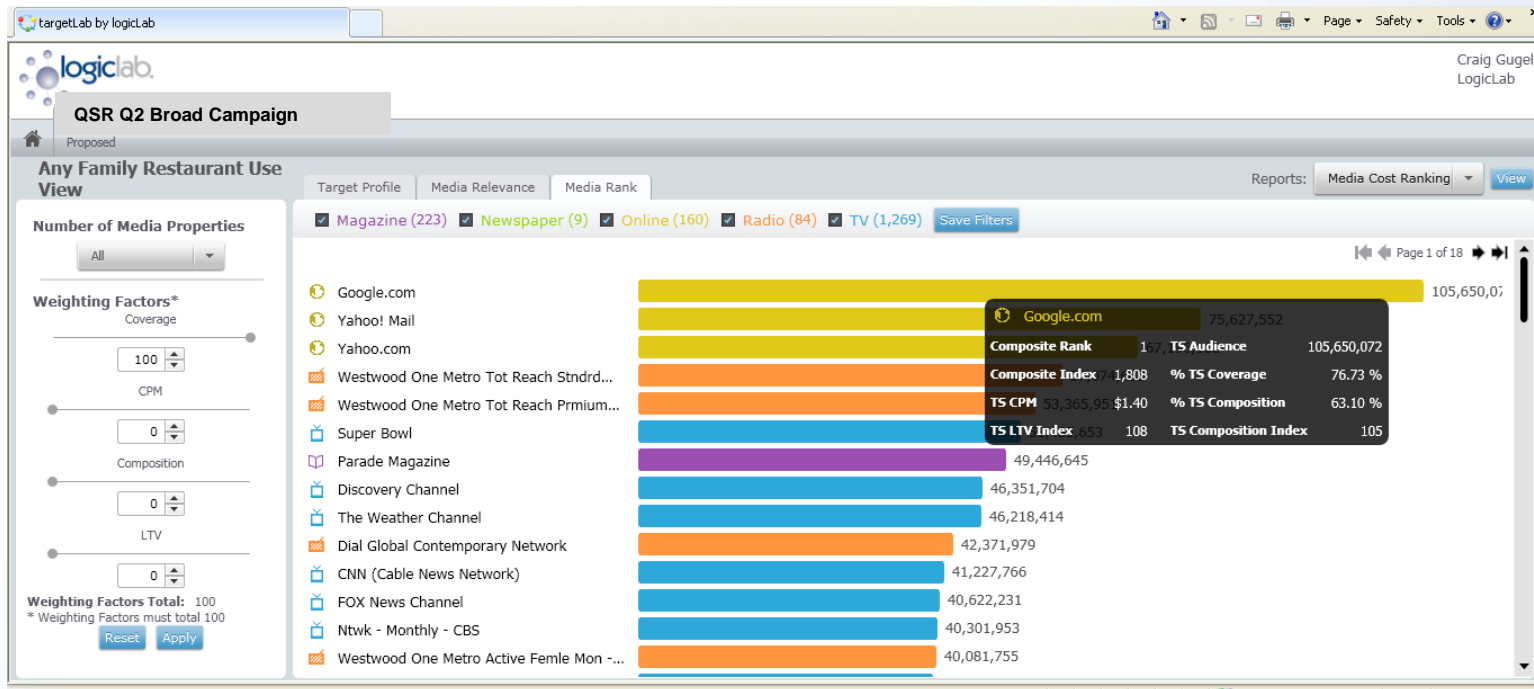 targetLab by logicLab
Page Safety Tools
logiclab.
Craig Gugel
LogicLab
QSR Q2 Broad Campaign
Proposed
Any Family Restaurant Use
View
Target Profile Media Relevance Media Rank
Reports: Media Cost Ranking View
Number of Media Properties
All
Magazine (223) Newspaper (9) Online (160) Radio (84) TV (1,269) Save Filters
Page 1 of 18
Weighting Factors*
Coverage
100
CPM
0
Composition
0
LTV
0
Weighting Factors Total: 100
* Weighting Factors must total 100
Reset Apply
Google.com 105,650,07
Yahoo! Mail 75,627,552
Yahoo.com
Westwood One Metro Tot Reach Stndrd...
Westwood One Metro Tot Reach Prmium... 53,365,951
Super Bowl
Parade Magazine 49,446,645
Discovery Channel 46,351,704
The Weather Channel 46,218,414
Dial Global Contemporary Network 42,371,979
CNN (Cable News Network) 41,227,766
FOX News Channel 40,622,231
Ntwk - Monthly - CBS 40,301,953
Westwood One Metro Active Femle Mon -... 40,081,755
Google.com
Composite Rank 1 TS Audience 105,650,072
Composite Index 1,808 % TS Coverage 76.73 %
TS CPM $1.40 % TS Composition 63.10 %
TS LTV Index 108 TS Composition Index 105